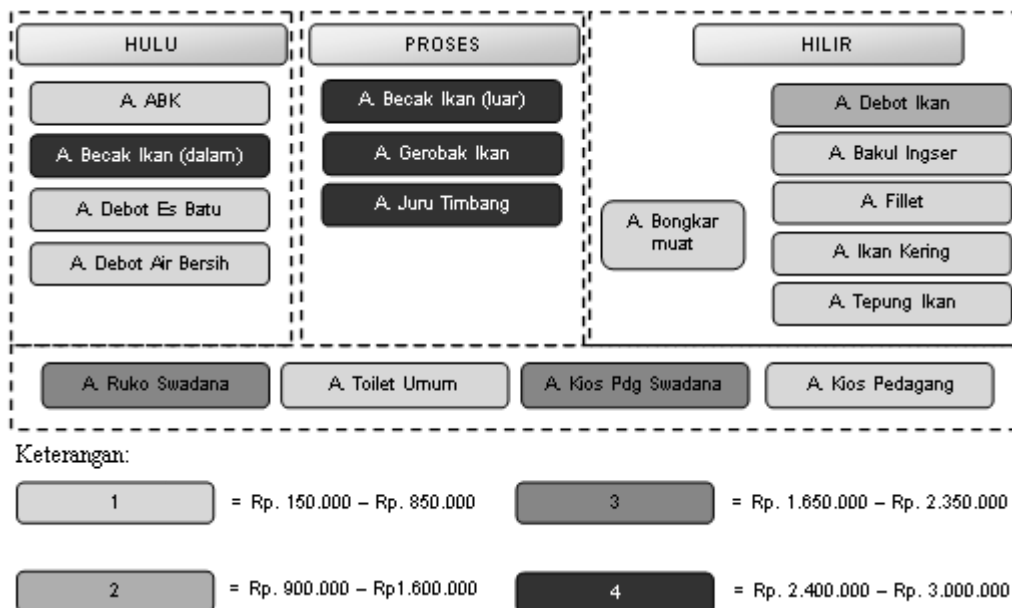 HULU
A. ABK
A. Becak Ikan (dalam)
A. Debot Es Batu
A. Debot Air Bersih
PROSES
A. Becak Ikan (luar)
A. Gerobak Ikan
A. Juru Timbang
HILIR
A. Bongkar
muat
A. Debot Ikan
A. Bakul Ingser
A. Fillet
A. Ikan Kering
A. Tepung Ikan
A. Ruko Swadana
A. Toilet Umum
A. Kios Pdg Swadana
A. Kios Pedagang
Keterangan:
1 = Rp. 150.000 – Rp. 850.000
3 = Rp. 1.650.000 – Rp. 2.350.000
2 = Rp. 900.000 – Rp1.600.000
4 = Rp. 2.400.000 – Rp. 3.000.000